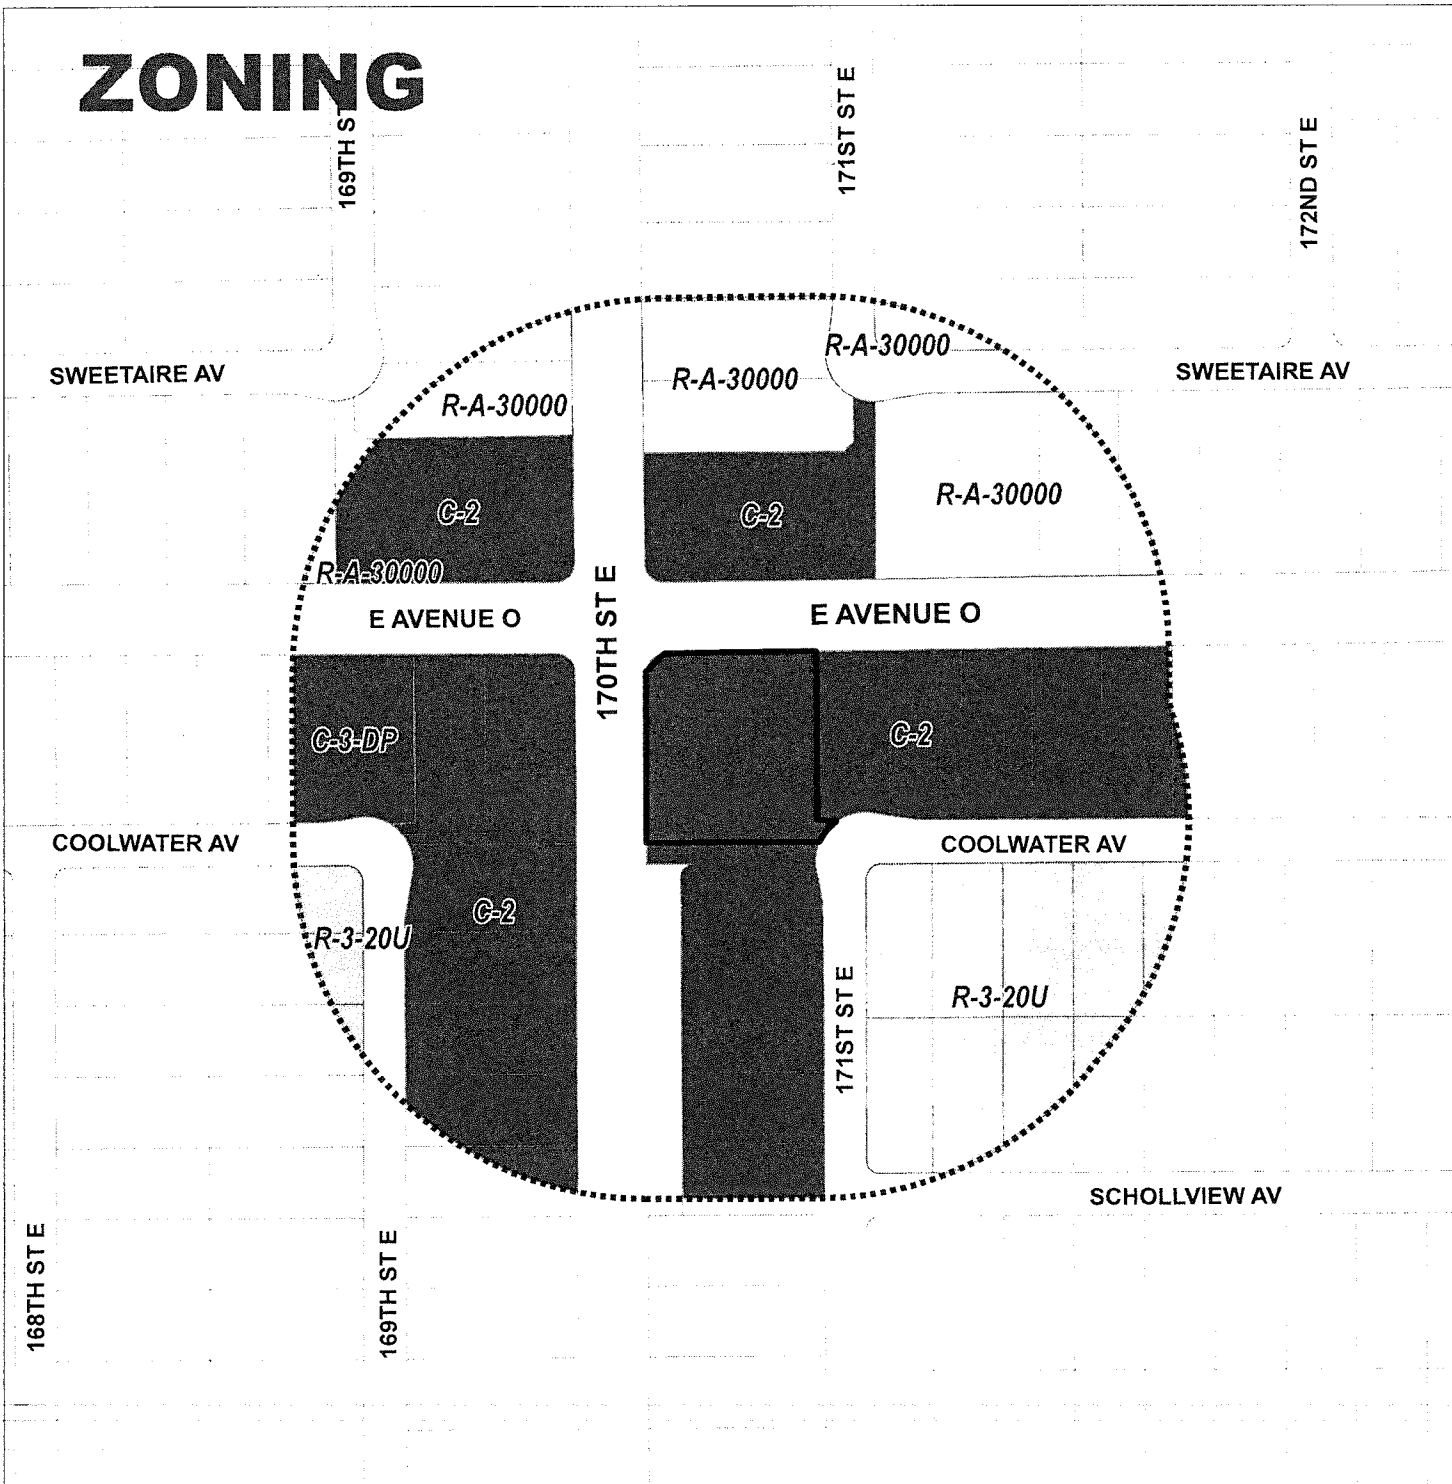 ZONING
169TH ST
171ST ST E
172ND ST E
SWEETAIRE AV
R-A-30000
R-A-30000
R-A-30000
SWEETAIRE AV
R-A-30000
C-2
C-2
R-A-30000
E AVENUE O
170TH ST E
E AVENUE O
C-3-DP
C-2
COOLWATER AV
COOLWATER AV
C-2
R-3-20U
R-3-20U
171ST ST E
SCHOLLVIEW AV
168TH ST E
169TH ST E